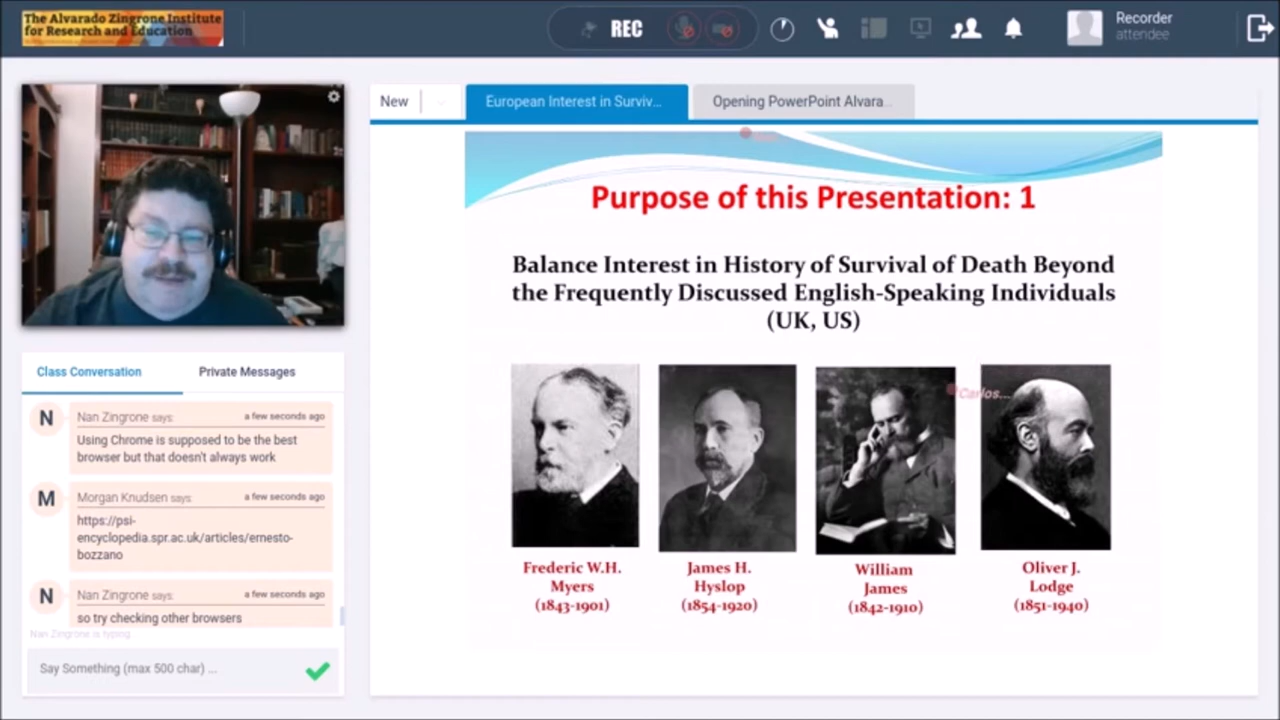 The Alvarado Zingrone Institute
for Research and Education
REC
Recorder
attendee
New
European Interest in Surviv...
Opening PowerPoint Alvara...
Purpose of this Presentation: 1
Balance Interest in History of Survival of Death Beyond
the Frequently Discussed English-Speaking Individuals
(UK, US)
Carlos...
Frederic W.H.
Myers
(1843-1901)
James H.
Hyslop
(1854-1920)
William
James
(1842-1910)
Oliver J.
Lodge
(1851-1940)
Class Conversation
Private Messages
N
Nan Zingrone says:
a few seconds ago
Using Chrome is supposed to be the best
browser but that doesn't always work
M
Morgan Knudsen says:
a few seconds ago
https://psi-
encyclopedia.spr.ac.uk/articles/ernesto-
bozzano
N
Nan Zingrone says:
a few seconds ago
so try checking other browsers
Nan Zingrone is typing
Say Something (max 500 char) ...